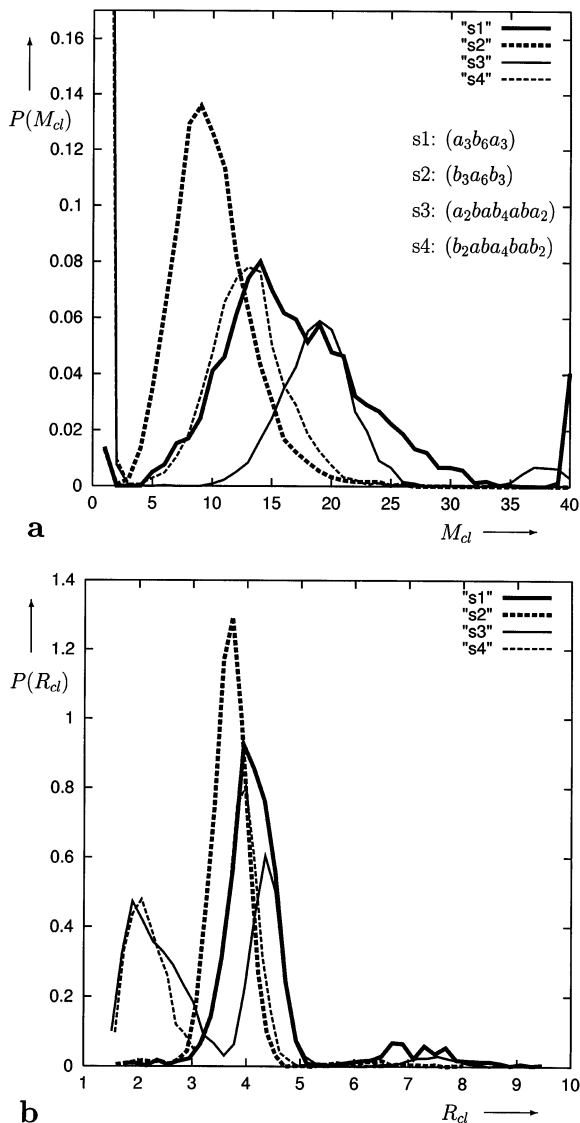 0.16
0.14
0.12
0.1
0.08
0.06
0.04
0.02
0
P(M_cl)
"s1"
"s2"
"s3"
"s4"
s1: (a₃b₆a₃)
s2: (b₃a₆b₃)
s3: (a₂bab₄aba₂)
s4: (b₂aba₄bab₂)
0 5 10 15 20 25 30 35 40
a
M_cl
1.4
1.2
1
0.8
0.6
0.4
0.2
0
P(R_cl)
"s1"
"s2"
"s3"
"s4"
1 2 3 4 5 6 7 8 9 10
b
R_cl